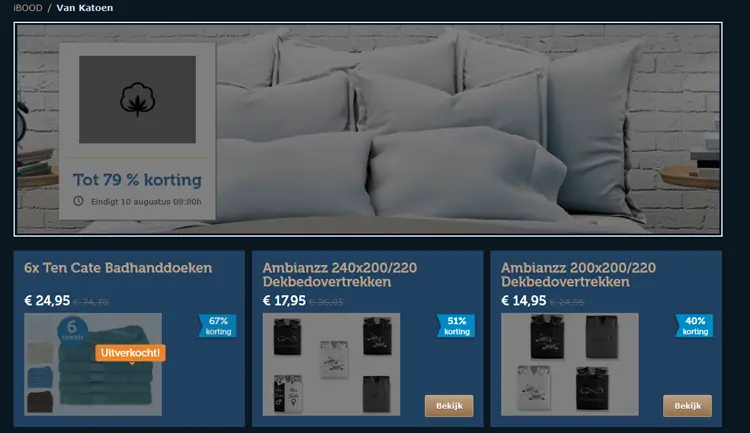 iBOOD / Van Katoen
Tot 79 % korting
Eindigt 10 augustus 00:00h
6x Ten Cate Badhanddoeken
€ 24,95 € 74,70
67%
korting
6
towels
Uitverkocht!
Ambianzz 240x200/220
Dekbedovertrekken
€ 17,95 € 36,95
51%
korting
Bekijk
Ambianzz 200x200/220
Dekbedovertrekken
€ 14,95 € 24,95
40%
korting
Bekijk